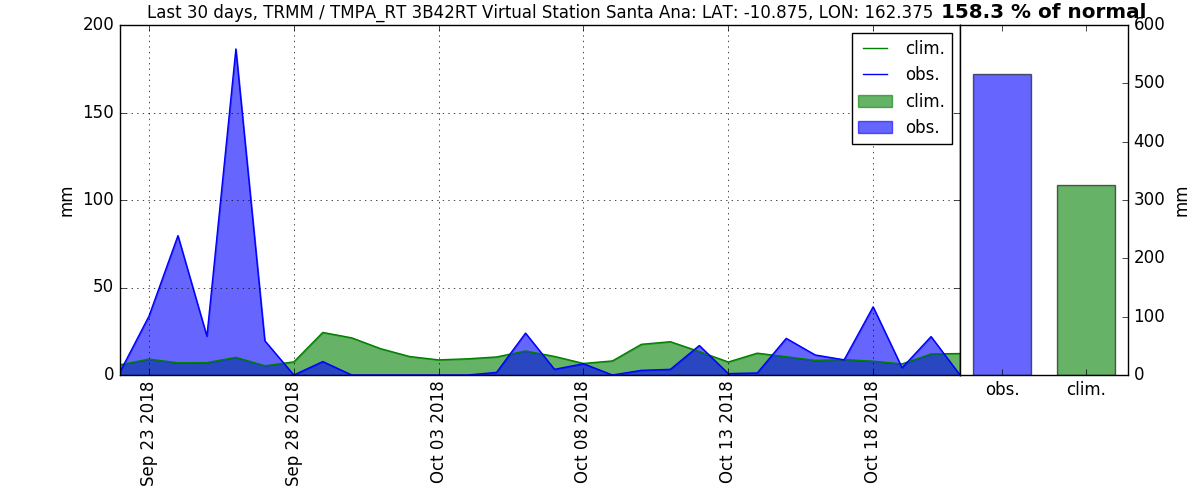 Last 30 days, TRMM / TMPA_RT 3B42RT Virtual Station Santa Ana: LAT: -10.875, LON: 162.375 158.3 % of normal
200
150
100
50
0
mm
clim.
obs.
clim.
obs.
600
500
400
300
200
100
0
mm
obs.
clim.
Sep 23 2018
Sep 28 2018
Oct 03 2018
Oct 08 2018
Oct 13 2018
Oct 18 2018